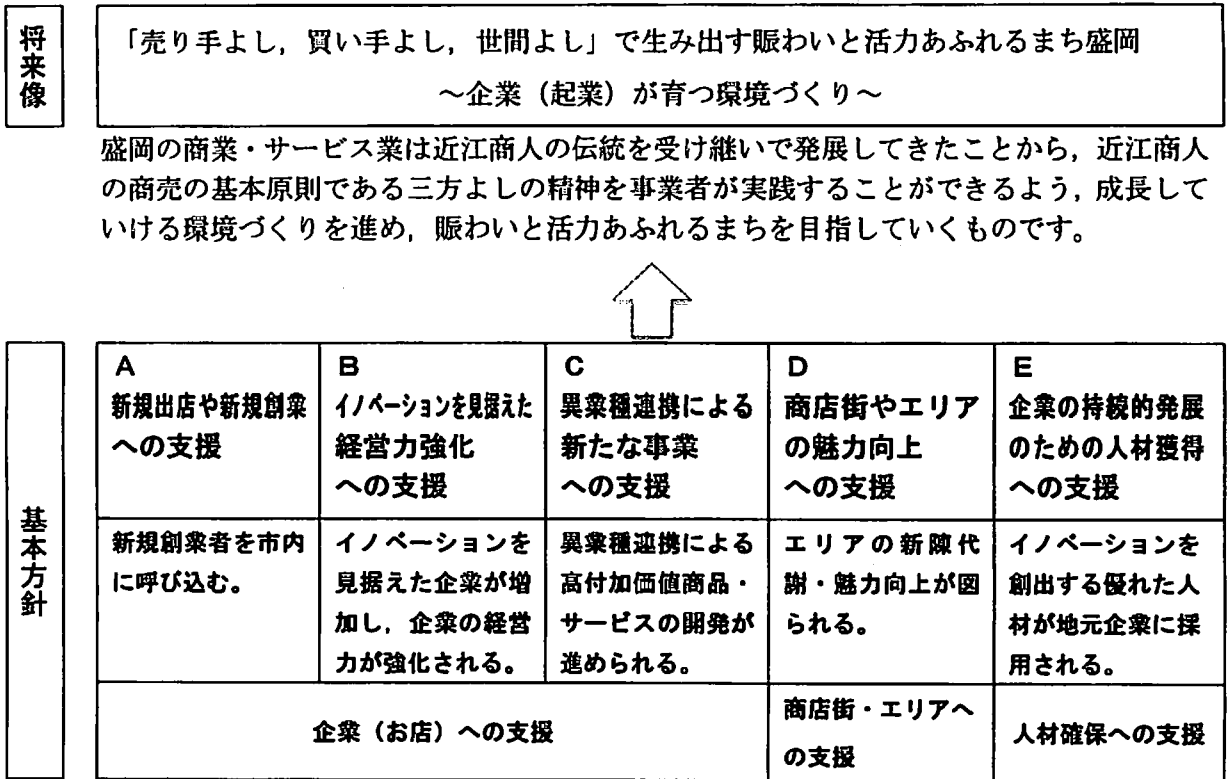 将来像
「売り手よし，買い手よし，世間よし」で生み出す賑わいと活力あふれるまち盛岡
～企業（起業）が育つ環境づくり～
盛岡の商業・サービス業は近江商人の伝統を受け継いで発展してきたことから，近江商人
の商売の基本原則である三方よしの精神を事業者が実践することができるよう，成長して
いける環境づくりを進め，賑わいと活力あふれるまちを目指していくものです。
基本方針
A
新規出店や新規創業
への支援
B
イノベーションを見据えた
経営力強化
への支援
C
異業種連携による
新たな事業
への支援
D
商店街やエリア
の魅力向上
への支援
E
企業の持続的発展
のための人材獲得
への支援
新規創業者を市内
に呼び込む。
イノベーションを
見据えた企業が増
加し，企業の経営
力が強化される。
異業種連携による
高付加価値商品・
サービスの開発が
進められる。
エリアの新陳代
謝・魅力向上が図
られる。
イノベーションを
創出する優れた人
材が地元企業に採
用される。
企業（お店）への支援
商店街・エリアへ
の支援
人材確保への支援